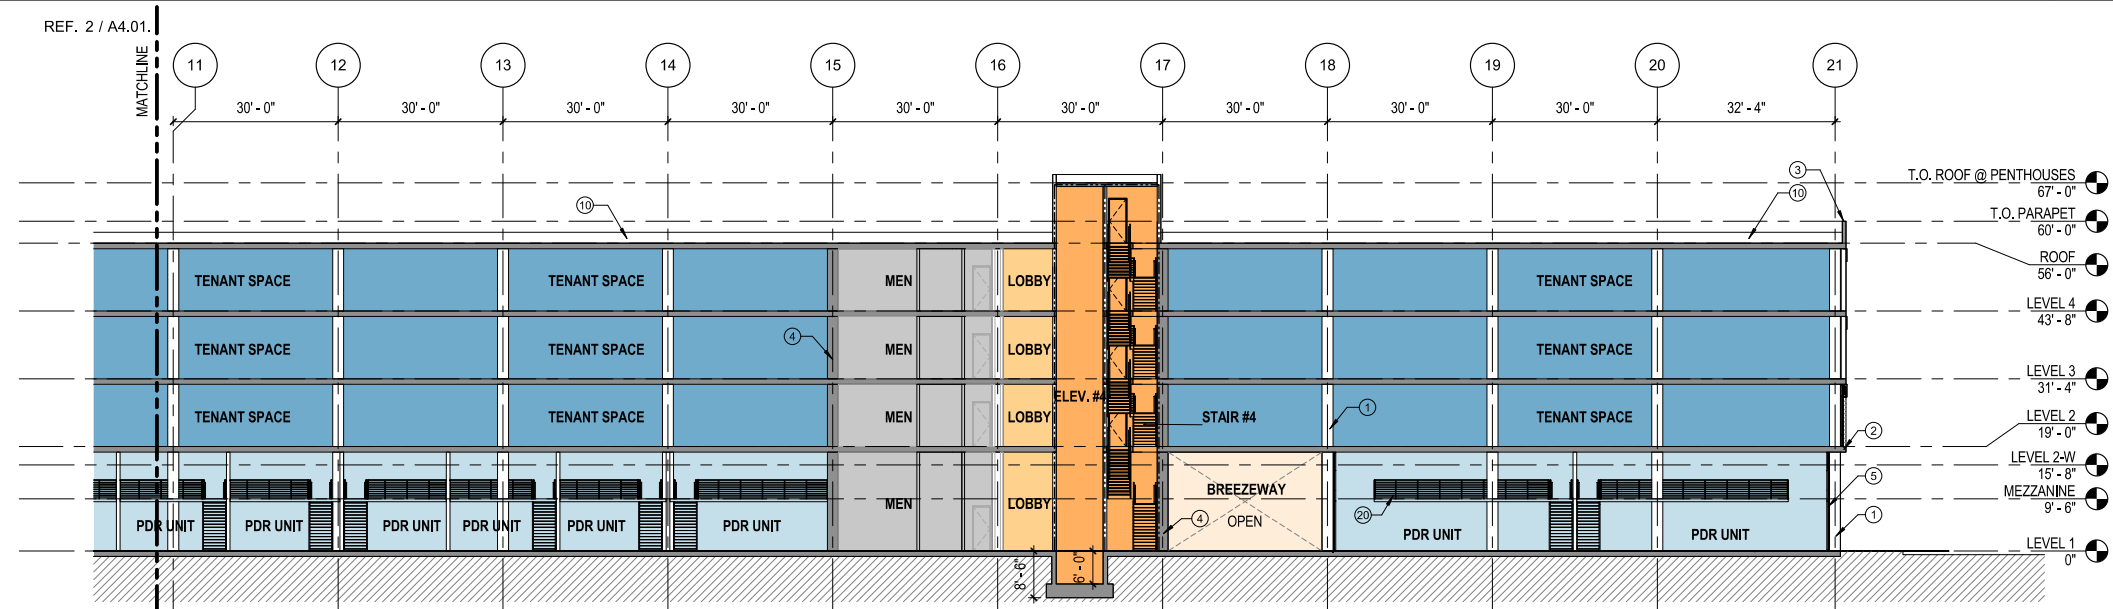 REF. 2 / A4.01.
MATCHLINE
11
12
13
14
15
16
17
18
19
20
21
30' - 0"
30' - 0"
30' - 0"
30' - 0"
30' - 0"
30' - 0"
30' - 0"
30' - 0"
30' - 0"
32' - 4"
3
T.O. ROOF @ PENTHOUSES
67' - 0"
10
10
T.O. PARAPET
60' - 0"
ROOF
56' - 0"
TENANT SPACE
TENANT SPACE
MEN
LOBBY
TENANT SPACE
LEVEL 4
43' - 8"
4
TENANT SPACE
TENANT SPACE
MEN
LOBBY
TENANT SPACE
LEVEL 3
31' - 4"
ELEV. #4
1
TENANT SPACE
TENANT SPACE
MEN
LOBBY
STAIR #4
TENANT SPACE
LEVEL 2
19' - 0"
2
LEVEL 2-W
15' - 8"
5
BREEZEWAY
MEZZANINE
9' - 6"
MEN
LOBBY
OPEN
4
20
1
PDR UNIT
PDR UNIT
PDR UNIT
PDR UNIT
PDR UNIT
PDR UNIT
PDR UNIT
PDR UNIT
LEVEL 1
0"
8' - 6"
6' - 0"